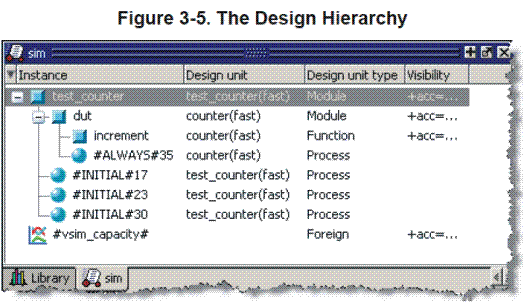 Figure 3-5. The Design Hierarchy
sim
Instance Design unit Design unit type Visibility
test_counter test_counter(fast) Module +acc=...
dut counter(fast) Module +acc=...
increment counter(fast) Function +acc=...
#ALWAYS#35 counter(fast) Process
#INITIAL#17 test_counter(fast) Process
#INITIAL#23 test_counter(fast) Process
#INITIAL#30 test_counter(fast) Process
#vsim_capacity# Foreign +acc=...
Library sim